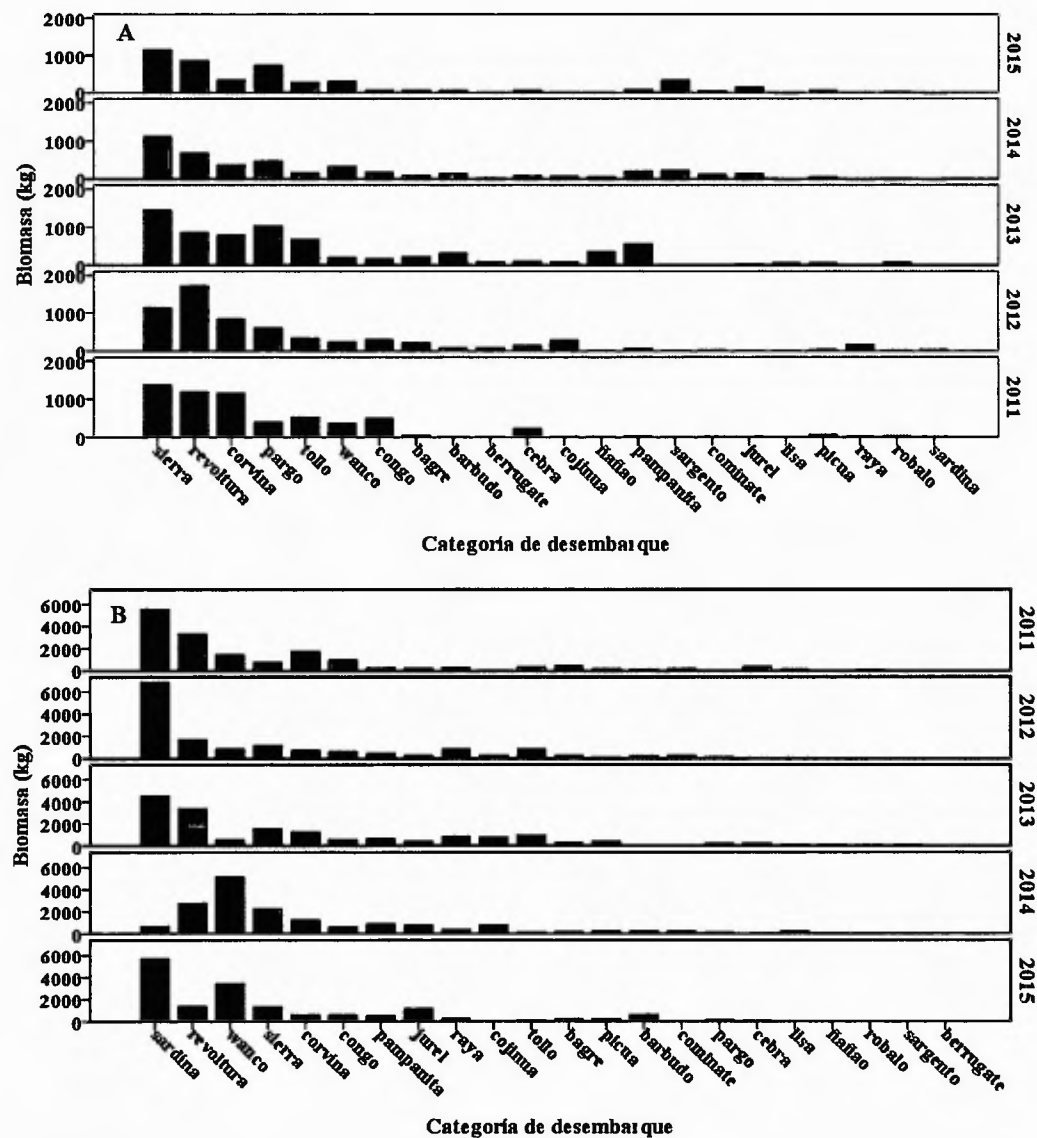 A
2000
1000
0
2015
2000
1000
0
2014
2000
1000
0
2013
2000
1000
0
2012
2000
1000
0
2011
Biomasa (kg)
sierra
revoltura
corvina
pargo
tollo
wanco
congo
bagre
barbudo
berrugate
cebra
cojinua
ñañao
pampanita
sargento
cominate
jurel
lisa
picua
raya
robalo
sardina
Categoría de desembarque
B
6000
4000
2000
0
2011
6000
4000
2000
0
2012
6000
4000
2000
0
2013
6000
4000
2000
0
2014
6000
4000
2000
0
2015
Biomasa (kg)
sardina
revoltura
wanco
sierra
corvina
congo
pampanita
jurel
raya
cojinua
tollo
bagre
picua
barbudo
cominate
pargo
cebra
lisa
ñañao
robalo
sargento
berrugate
Categoría de desembarque